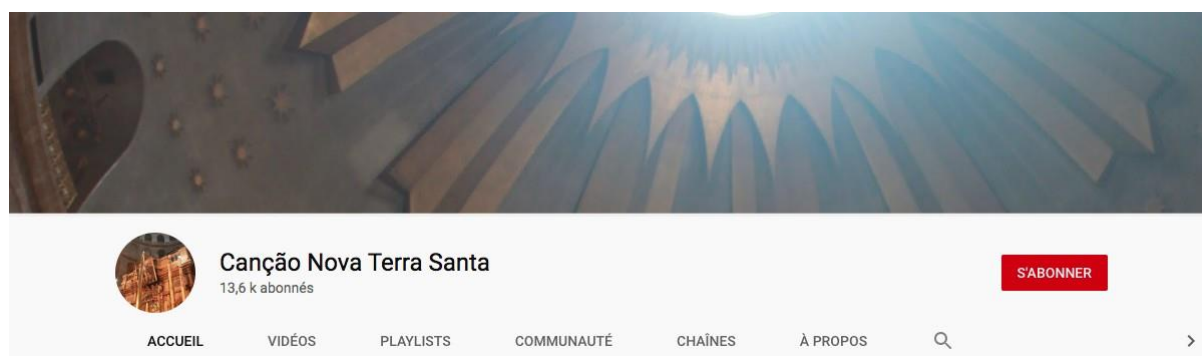 Canção Nova Terra Santa
13,6 k abonnés
S'ABONNER
ACCUEIL VIDÉOS PLAYLISTS COMMUNAUTÉ CHAÎNES À PROPOS